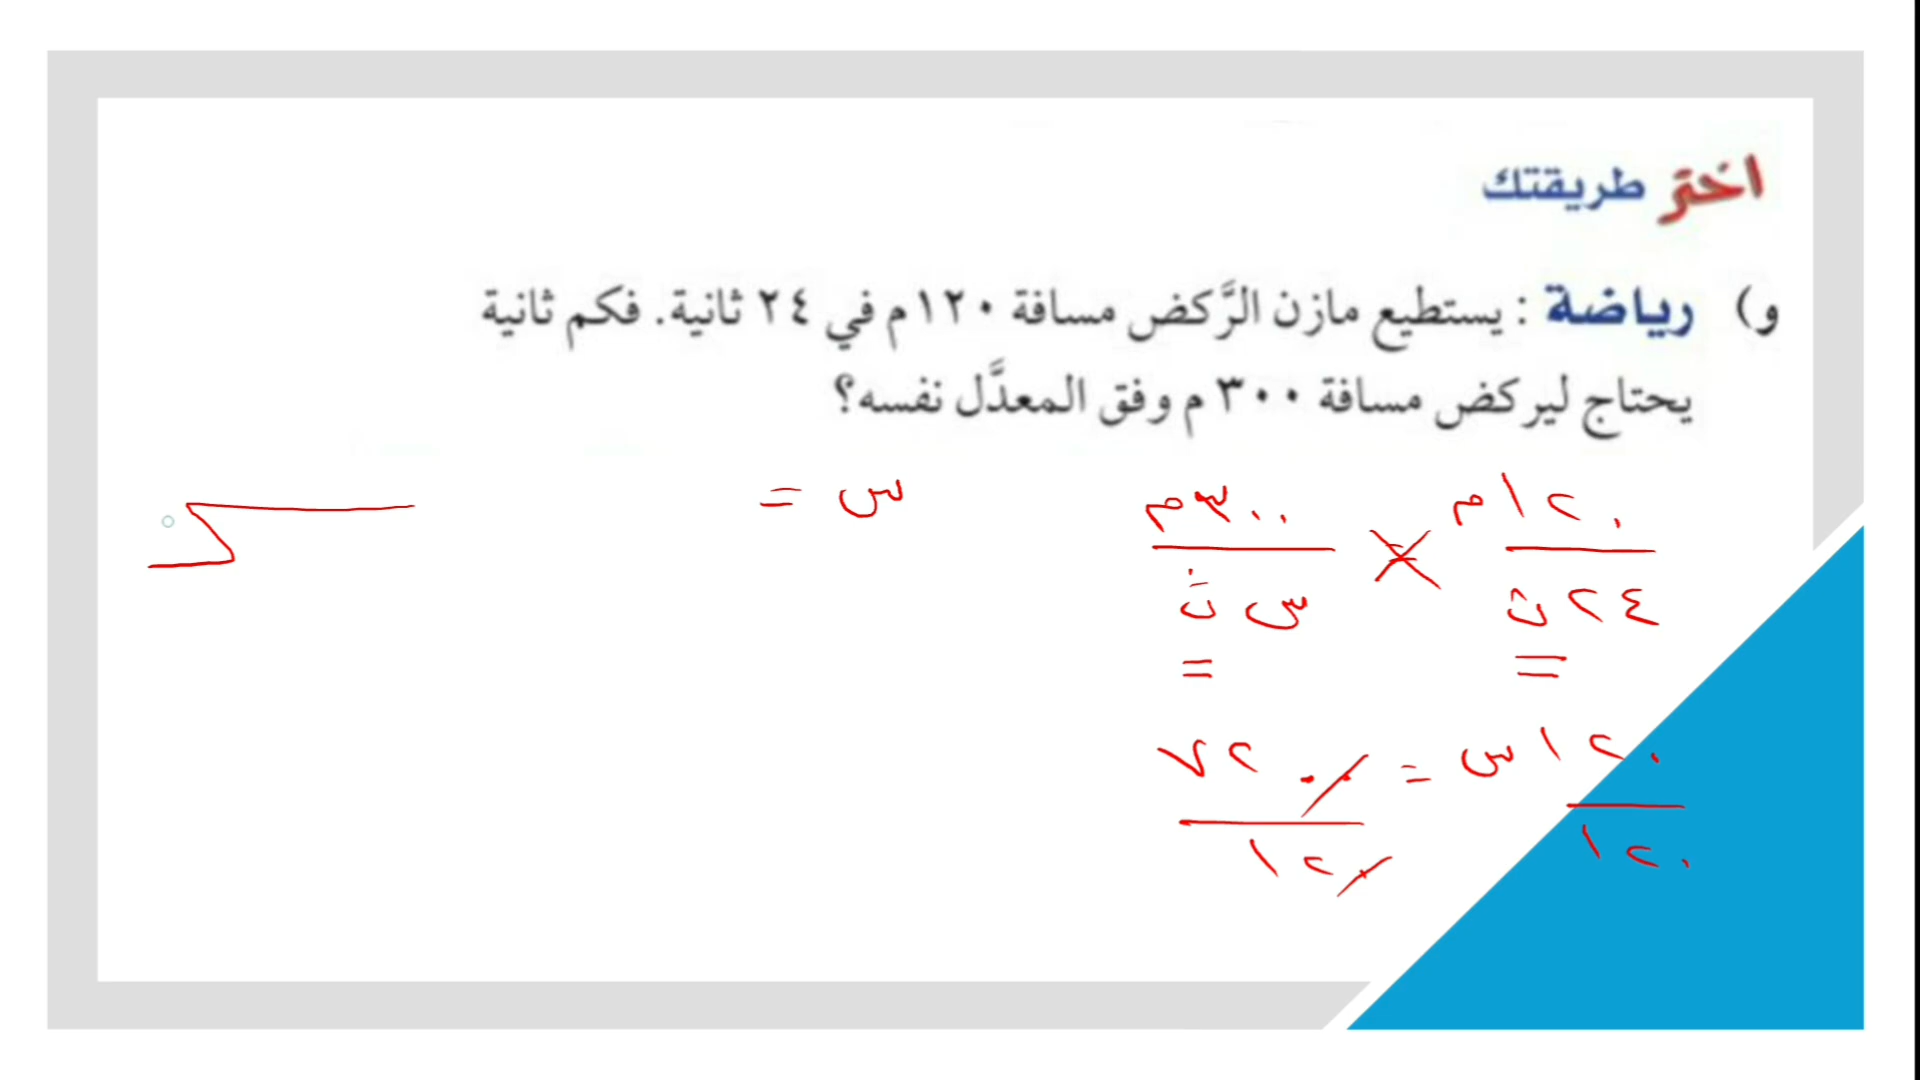 اختر طريقتك
و) رياضة : يستطيع مازن الرَّكض مسافة ١٢٠م في ٢٤ ثانية. فكم ثانية
يحتاج ليركض مسافة ٣٠٠ م وفق المعدَّل نفسه؟
١٢٠م = ٣٠٠م س =
٢٤ث س ث
= =
١٢٠س = ٧٢٠٠
١٢٠ ١٢٠